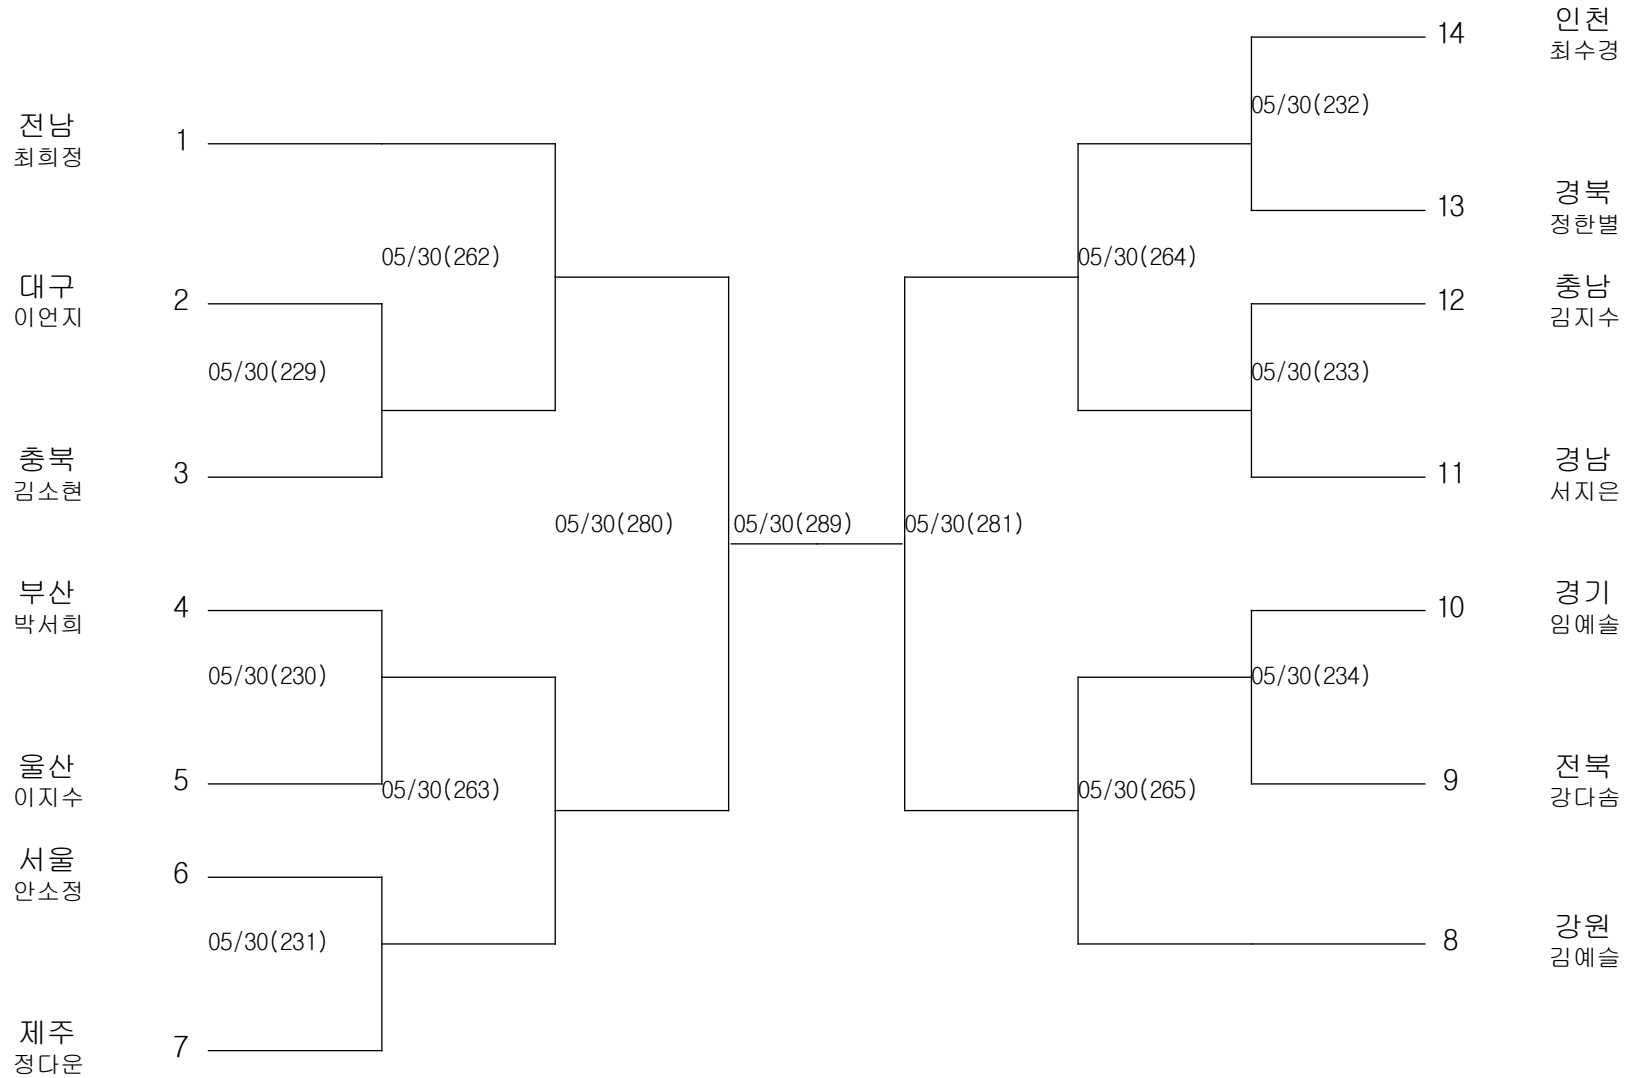 인천
14
최수경
05/30(232)
전남
1
최희정
경북
13
정한별
05/30(262)
05/30(264)
대구
2
이언지
충남
12
김지수
05/30(229)
05/30(233)
충북
3
김소현
경남
11
서지은
05/30(280)
05/30(289)
05/30(281)
부산
4
박서희
경기
10
임예솔
05/30(230)
05/30(234)
울산
5
이지수
전북
9
강다솜
05/30(263)
05/30(265)
서울
6
안소정
05/30(231)
강원
8
김예슬
제주
7
정다운